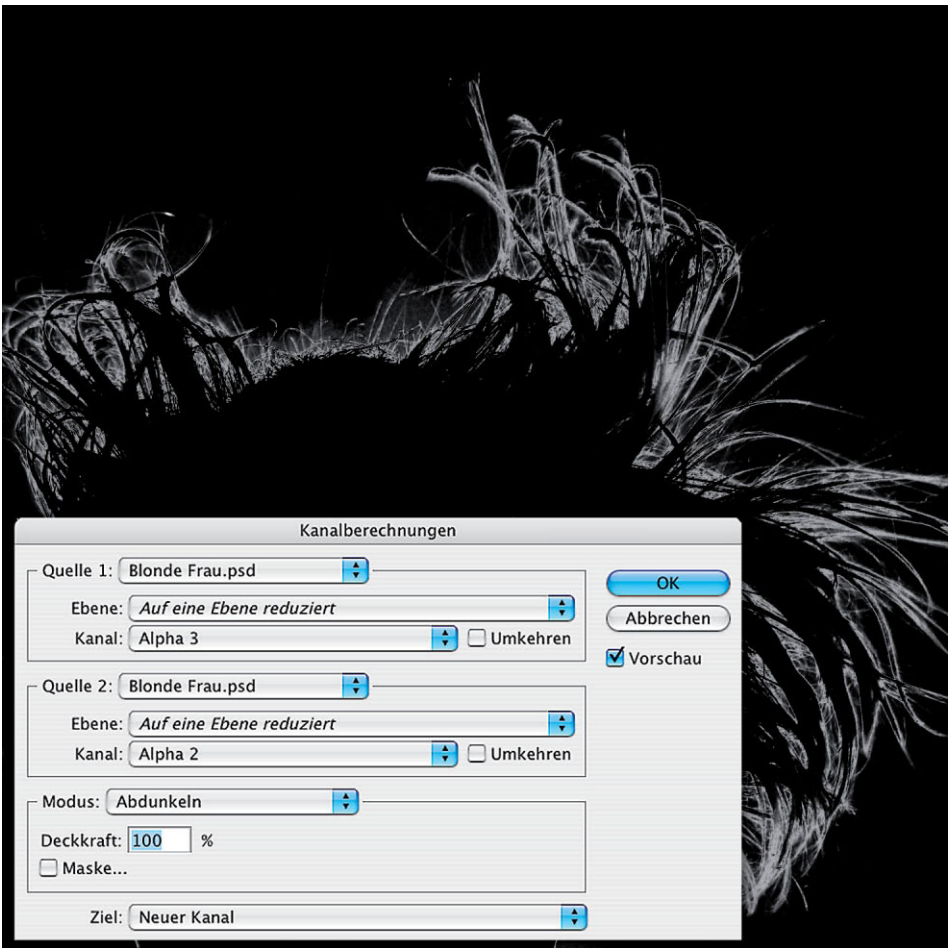 Kanalberechnungen
Quelle 1: Blonde Frau.psd
Ebene: Auf eine Ebene reduziert
Kanal: Alpha 3 Umkehren
OK
Abbrechen
Vorschau
Quelle 2: Blonde Frau.psd
Ebene: Auf eine Ebene reduziert
Kanal: Alpha 2 Umkehren
Modus: Abdunkeln
Deckkraft: 100 %
Maske...
Ziel: Neuer Kanal